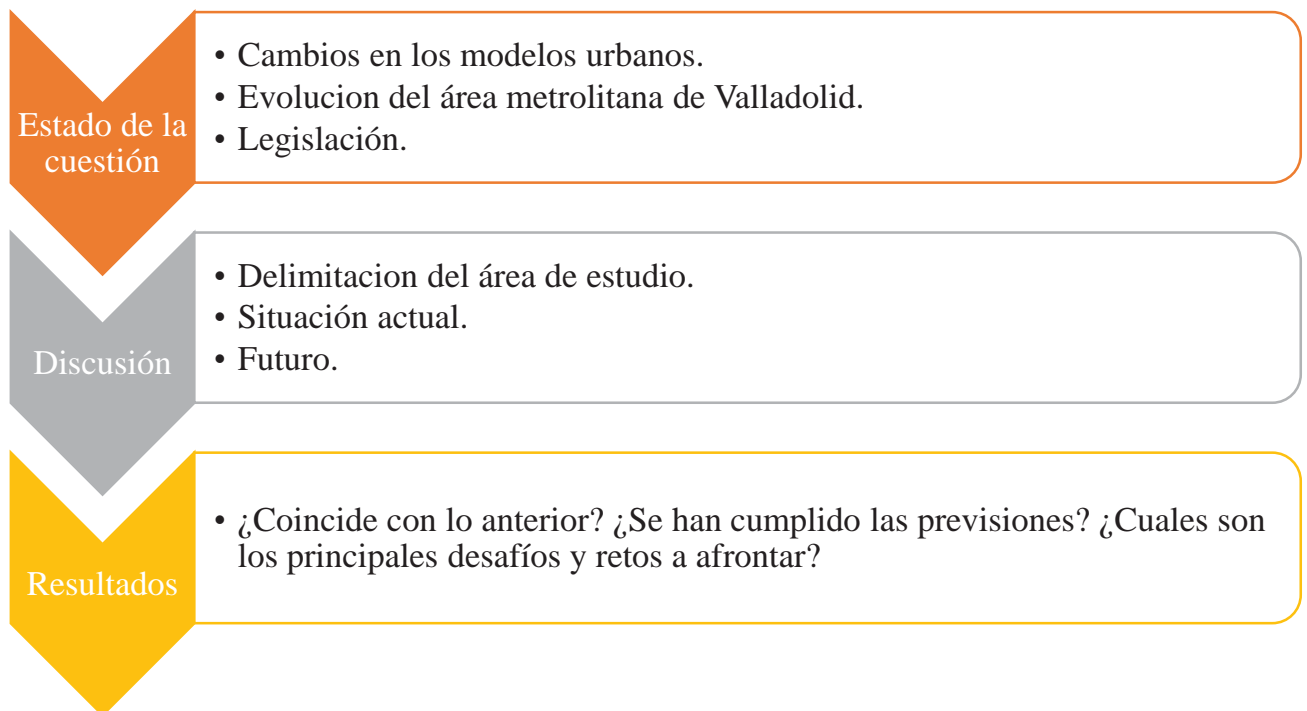 Estado de la
cuestión
• Cambios en los modelos urbanos.
• Evolucion del área metrolitana de Valladolid.
• Legislación.
Discusión
• Delimitacion del área de estudio.
• Situación actual.
• Futuro.
Resultados
• ¿Coincide con lo anterior? ¿Se han cumplido las previsiones? ¿Cuales son
los principales desafíos y retos a afrontar?